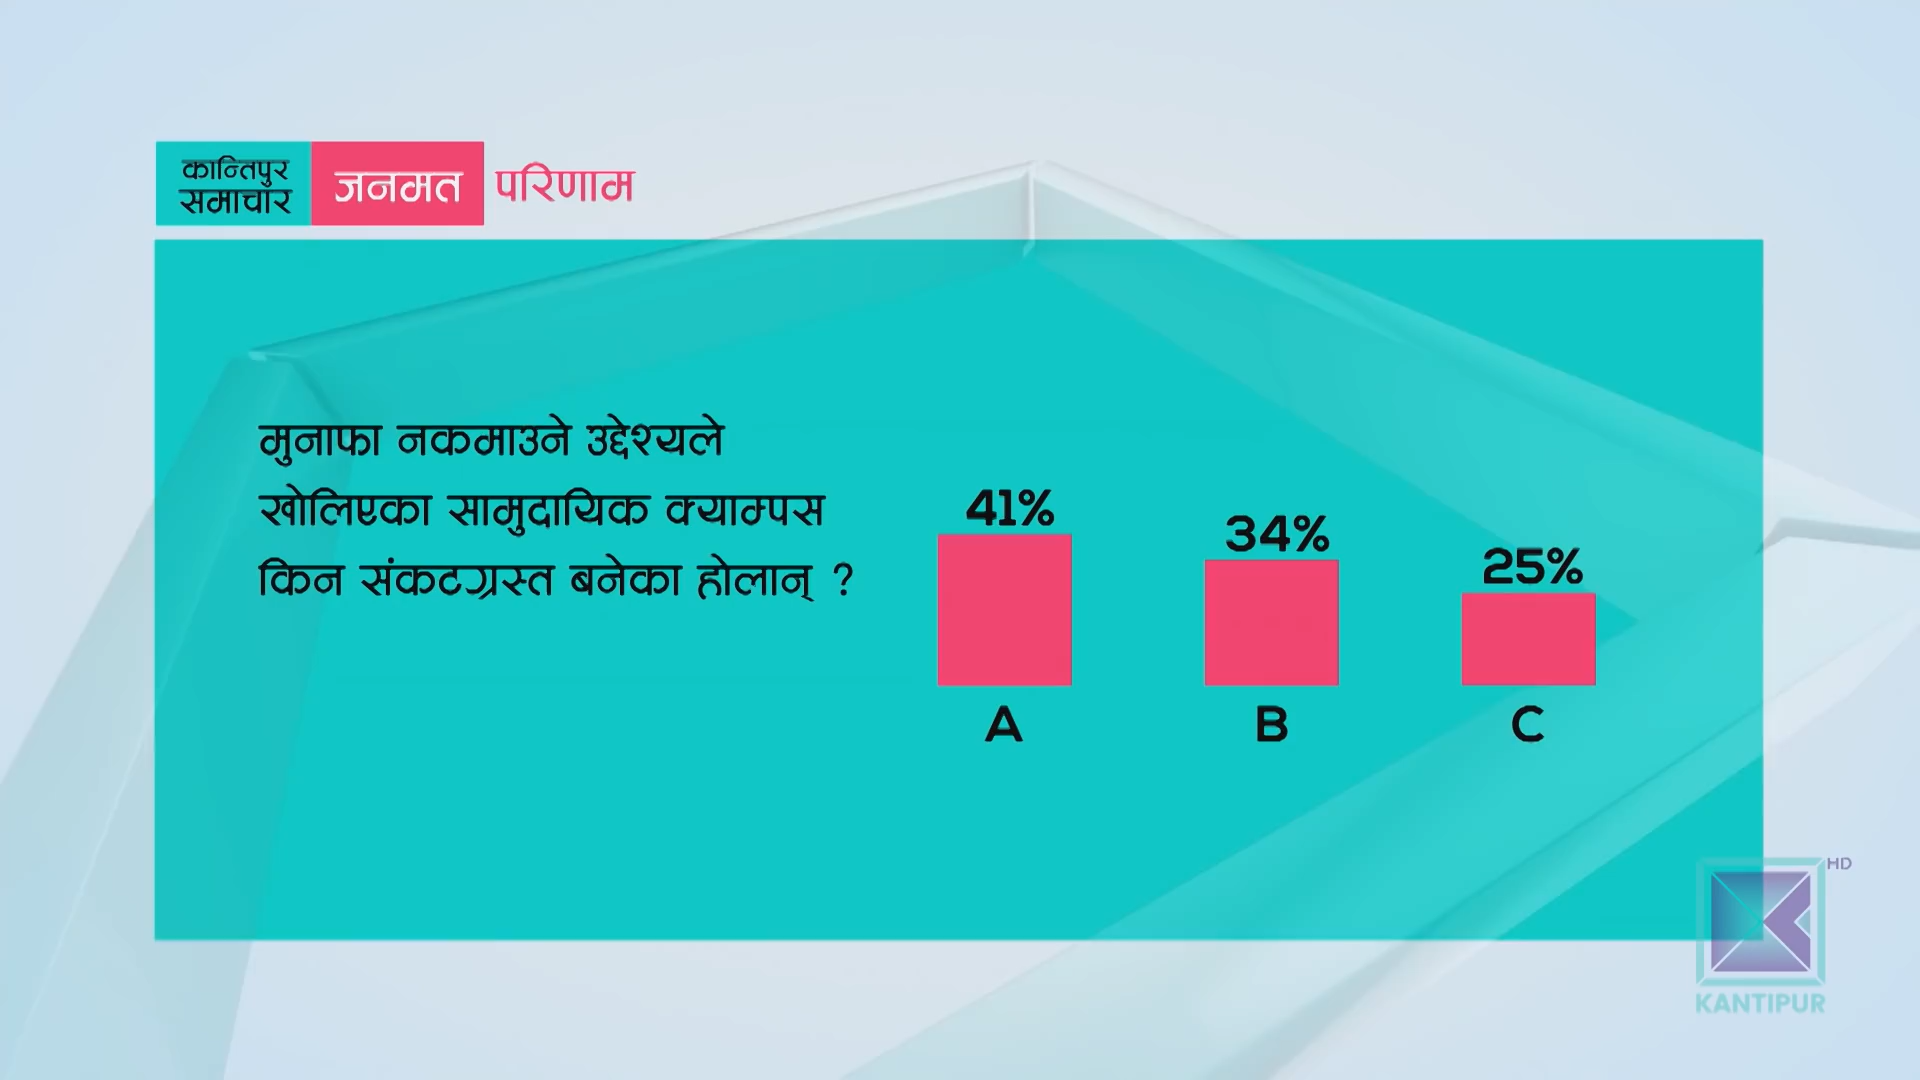 कान्तिपुर
समाचार
जनमत परिणाम
मुनाफा नकमाउने उद्देश्यले
खोलिएका सामुदायिक क्याम्पस
किन संकटग्रस्त बनेका होलान् ?
41%
34%
25%
A
B
C
HD
KANTIPUR